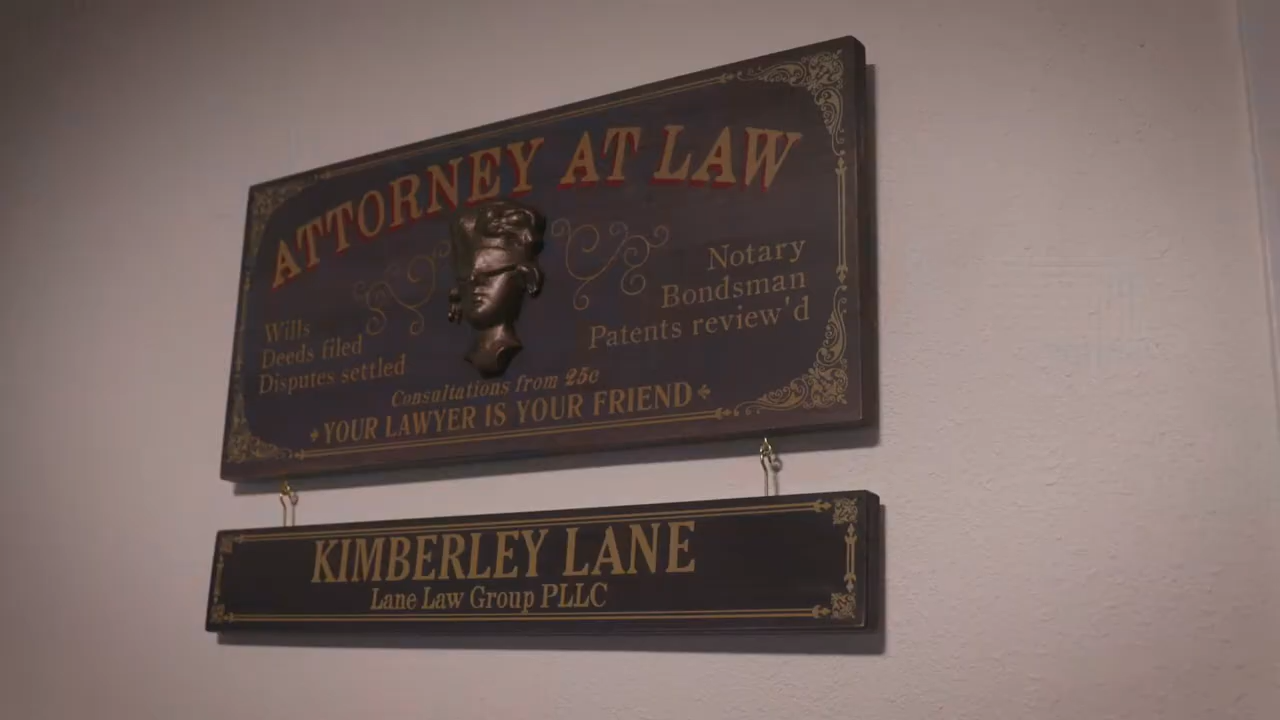 ATTORNEY AT LAW
Wills
Deeds filed
Disputes settled
Notary
Bondsman
Patents review'd
Consultations from 25c
YOUR LAWYER IS YOUR FRIEND
KIMBERLEY LANE
Lane Law Group PLLC